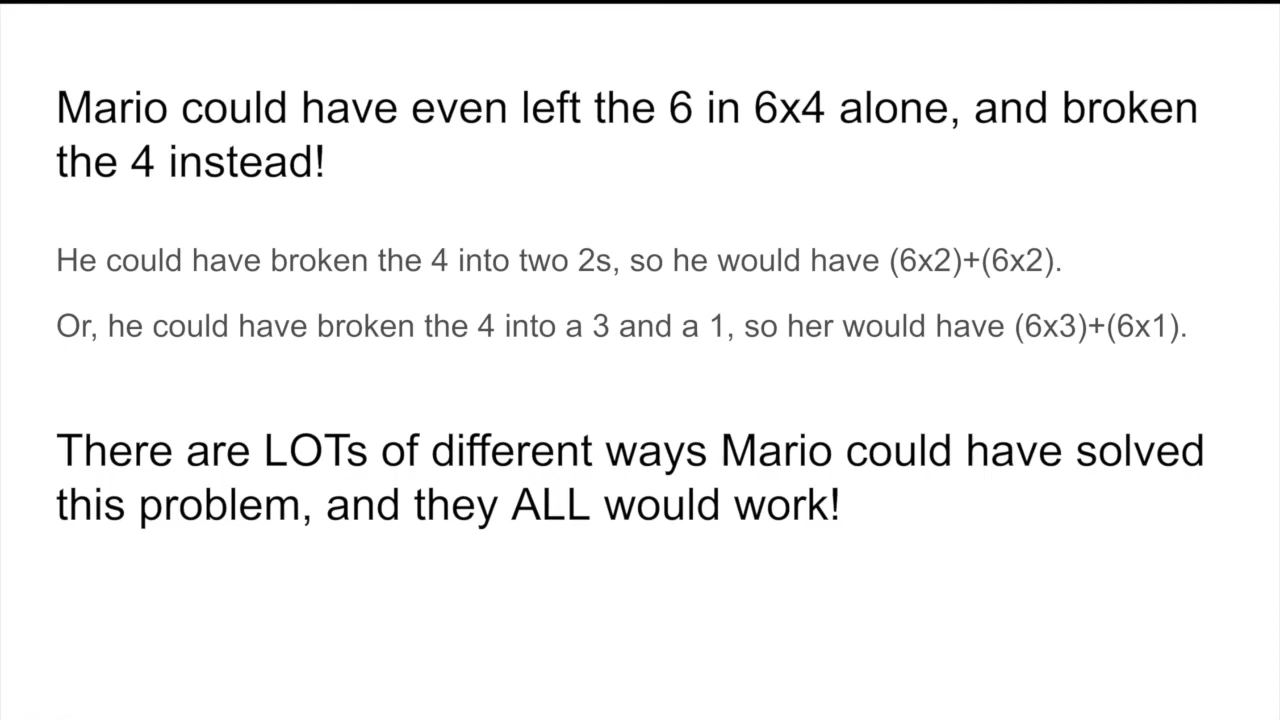 Mario could have even left the 6 in 6x4 alone, and broken
the 4 instead!
He could have broken the 4 into two 2s, so he would have (6x2)+(6x2).
Or, he could have broken the 4 into a 3 and a 1, so her would have (6x3)+(6x1).
There are LOTs of different ways Mario could have solved
this problem, and they ALL would work!